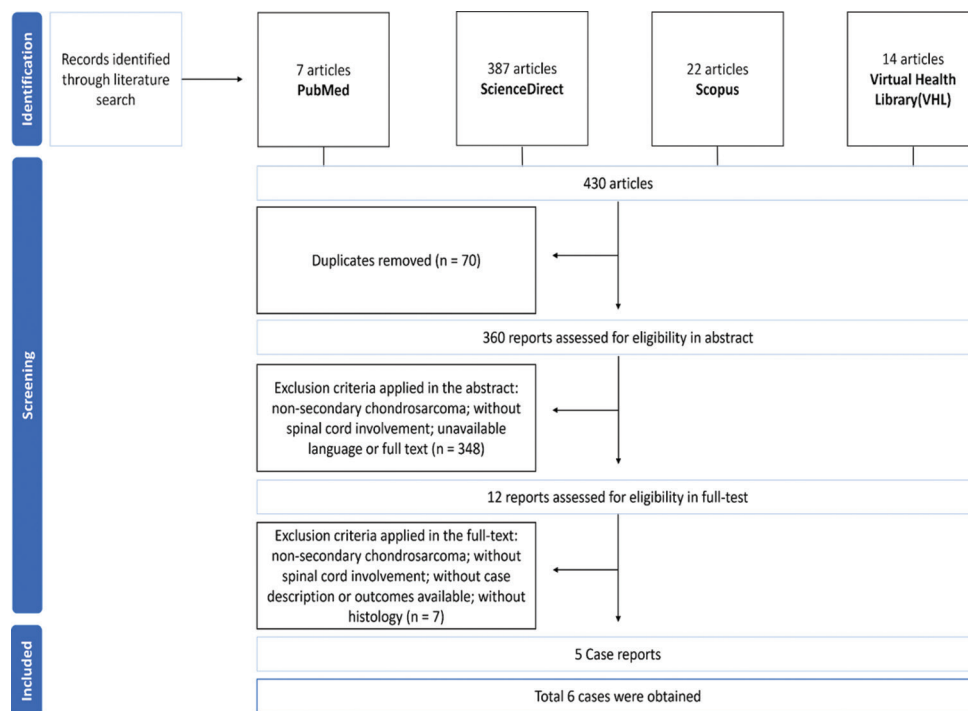 Identification
Records identified
through literature
search
7 articles
PubMed
387 articles
ScienceDirect
22 articles
Scopus
14 articles
Virtual Health
Library(VHL)
Screening
430 articles
Duplicates removed (n = 70)
360 reports assessed for eligibility in abstract
Exclusion criteria applied in the abstract:
non-secondary chondrosarcoma; without
spinal cord involvement; unavailable
language or full text (n = 348)
12 reports assessed for eligibility in full-test
Exclusion criteria applied in the full-text:
non-secondary chondrosarcoma; without
spinal cord involvement; without case
description or outcomes available; without
histology (n = 7)
Included
5 Case reports
Total 6 cases were obtained